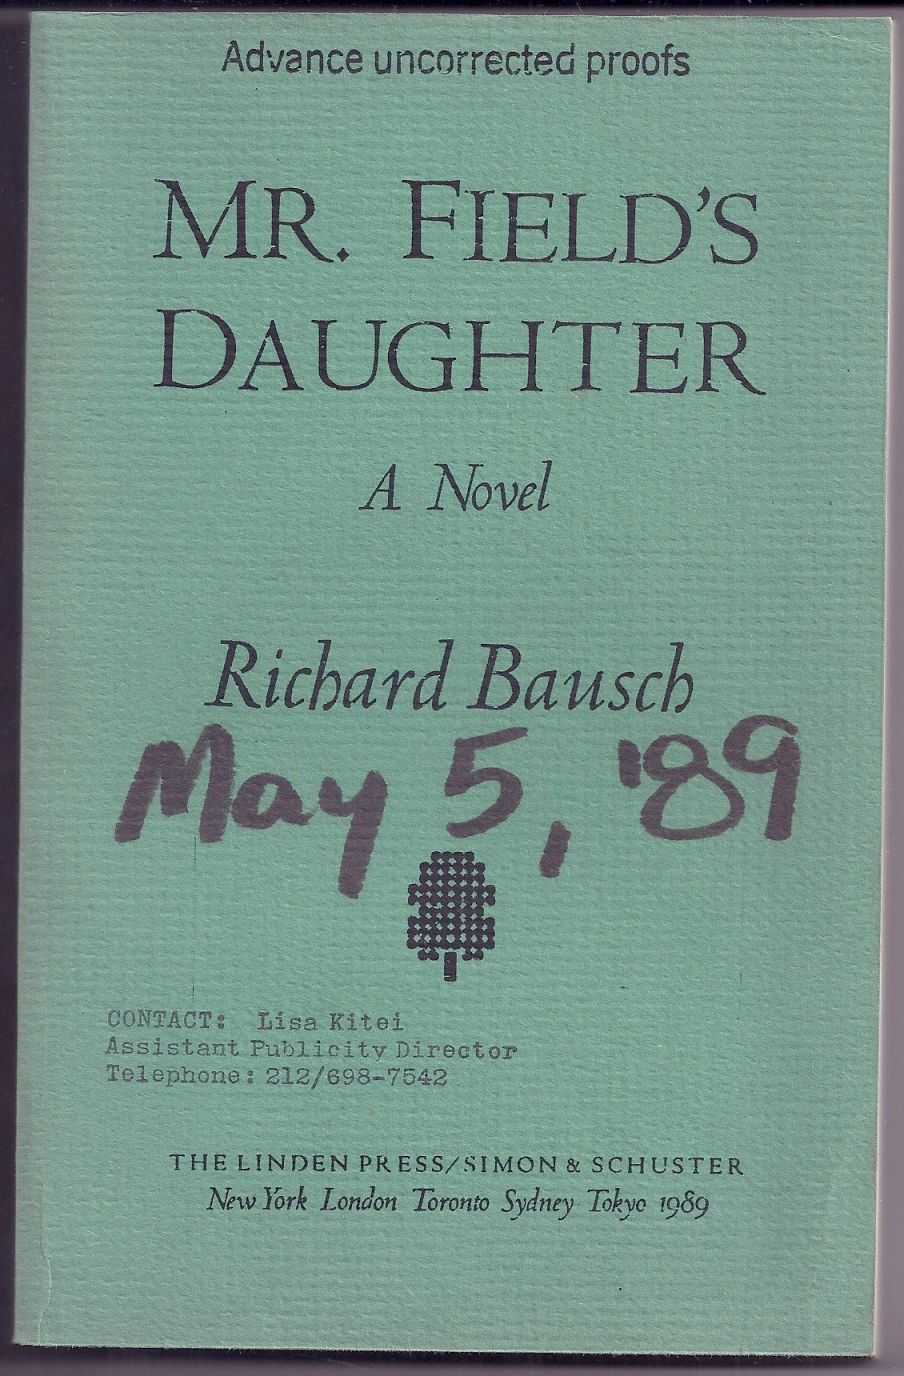 Advance uncorrected proofs
MR. FIELD'S
DAUGHTER
A Novel
Richard Bausch
May 5, '89
CONTACT: Lisa Kitei
Assistant Publicity Director
Telephone: 212/698-7542
THE LINDEN PRESS/SIMON & SCHUSTER
New York London Toronto Sydney Tokyo 1989